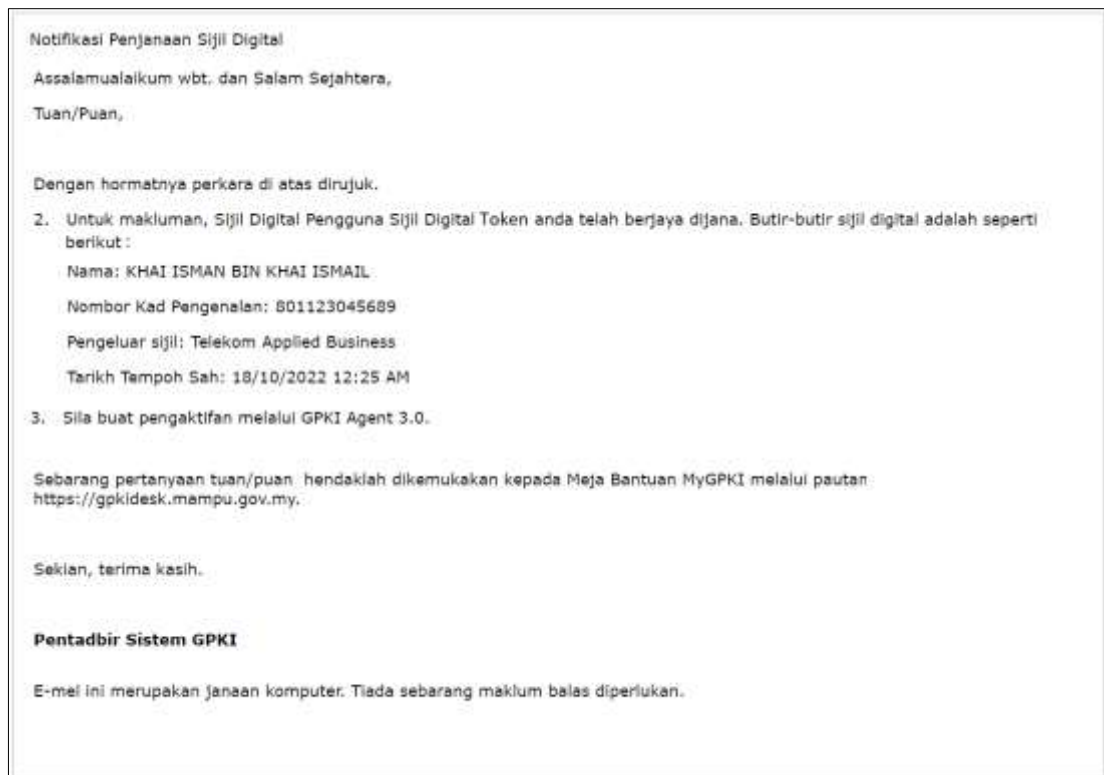 Notifikasi Penjanaan Sijil Digital
Assalamualaikum wbt. dan Salam Sejahtera,
Tuan/Puan,
Dengan hormatnya perkara di atas dirujuk.
2. Untuk makluman, Sijil Digital Pengguna Sijil Digital Token anda telah berjaya dijana. Butir-butir sijil digital adalah seperti
berikut :
Nama: KHAI ISMAN BIN KHAI ISMAIL
Nombor Kad Pengenalan: 801123045689
Pengeluar sijil: Telekom Applied Business
Tarikh Tempoh Sah: 18/10/2022 12:25 AM
3. Sila buat pengaktifan melalui GPKI Agent 3.0.
Sebarang pertanyaan tuan/puan hendaklah dikemukakan kepada Meja Bantuan MyGPKI melalui pautan
https://gpkidesk.mampu.gov.my.
Sekian, terima kasih.
Pentadbir Sistem GPKI
E-mel ini merupakan janaan komputer. Tiada sebarang maklum balas diperlukan.